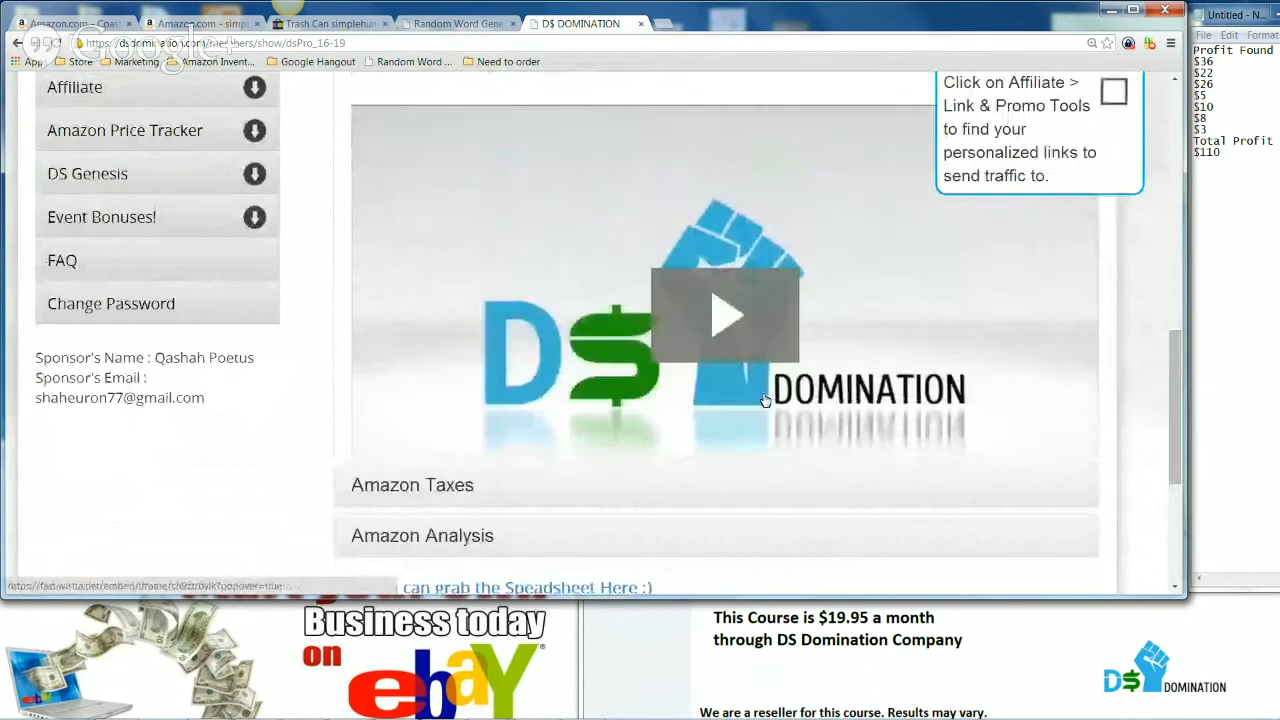 Amazon.com - Coast
Amazon.com - simpl
Trash Can simplehum
Random Word Gene
D$ DOMINATION
Untitled - N...
Google+
File Edit Format
Store
Marketing
Amazon Invent...
Google Hangout
Random Word ...
Need to order
Profit Found
$36
$22
$26
$5
$10
$8
$3
Total Profit
$110
Affiliate
Amazon Price Tracker
DS Genesis
Event Bonuses!
FAQ
Change Password
Sponsor's Name : Qashah Poetus
Sponsor's Email :
shaheuron77@gmail.com
Click on Affiliate >
Link & Promo Tools
to find your
personalized links to
send traffic to.
D$ DOMINATION
Amazon Taxes
Amazon Analysis
can grab the Speadsheet Here :)
Business today
on
ebay
This Course is $19.95 a month
through DS Domination Company
D$ DOMINATION
We are a reseller for this course. Results may vary.